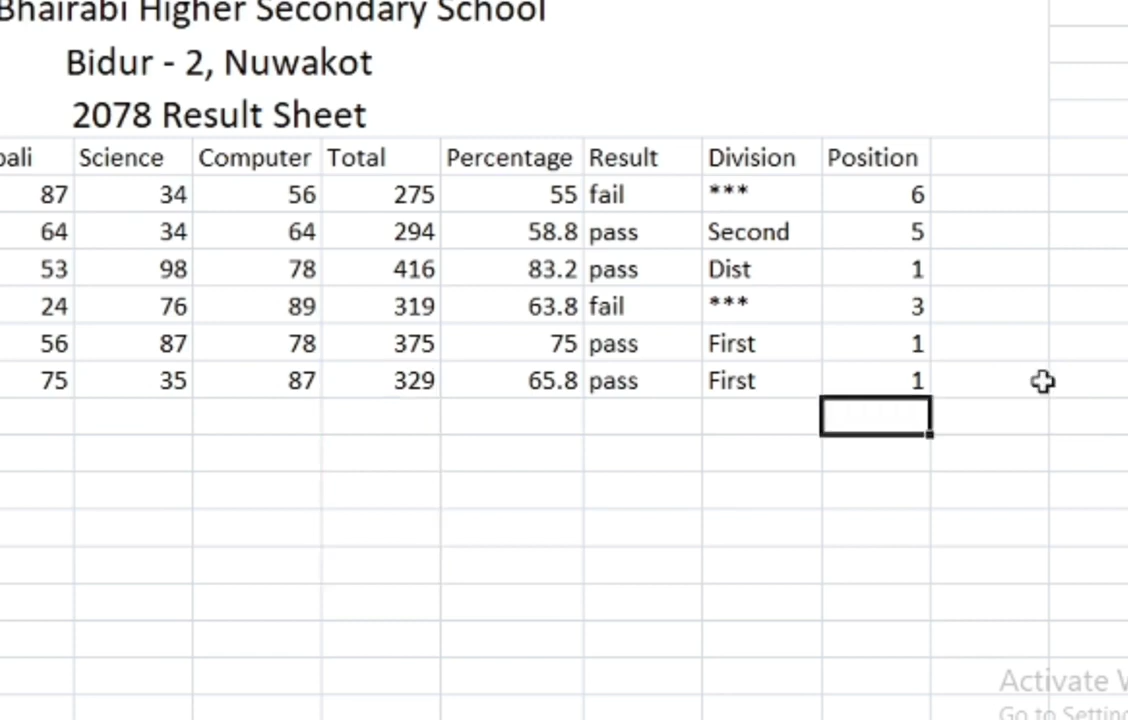 Bhairabi Higher Secondary School
Bidur - 2, Nuwakot
2078 Result Sheet
Science Computer Total Percentage Result Division Position
87 34 56 275 55 fail *** 6
64 34 64 294 58.8 pass Second 5
53 98 78 416 83.2 pass Dist 1
24 76 89 319 63.8 fail *** 3
56 87 78 375 75 pass First 1
75 35 87 329 65.8 pass First 1
Activate
Go to